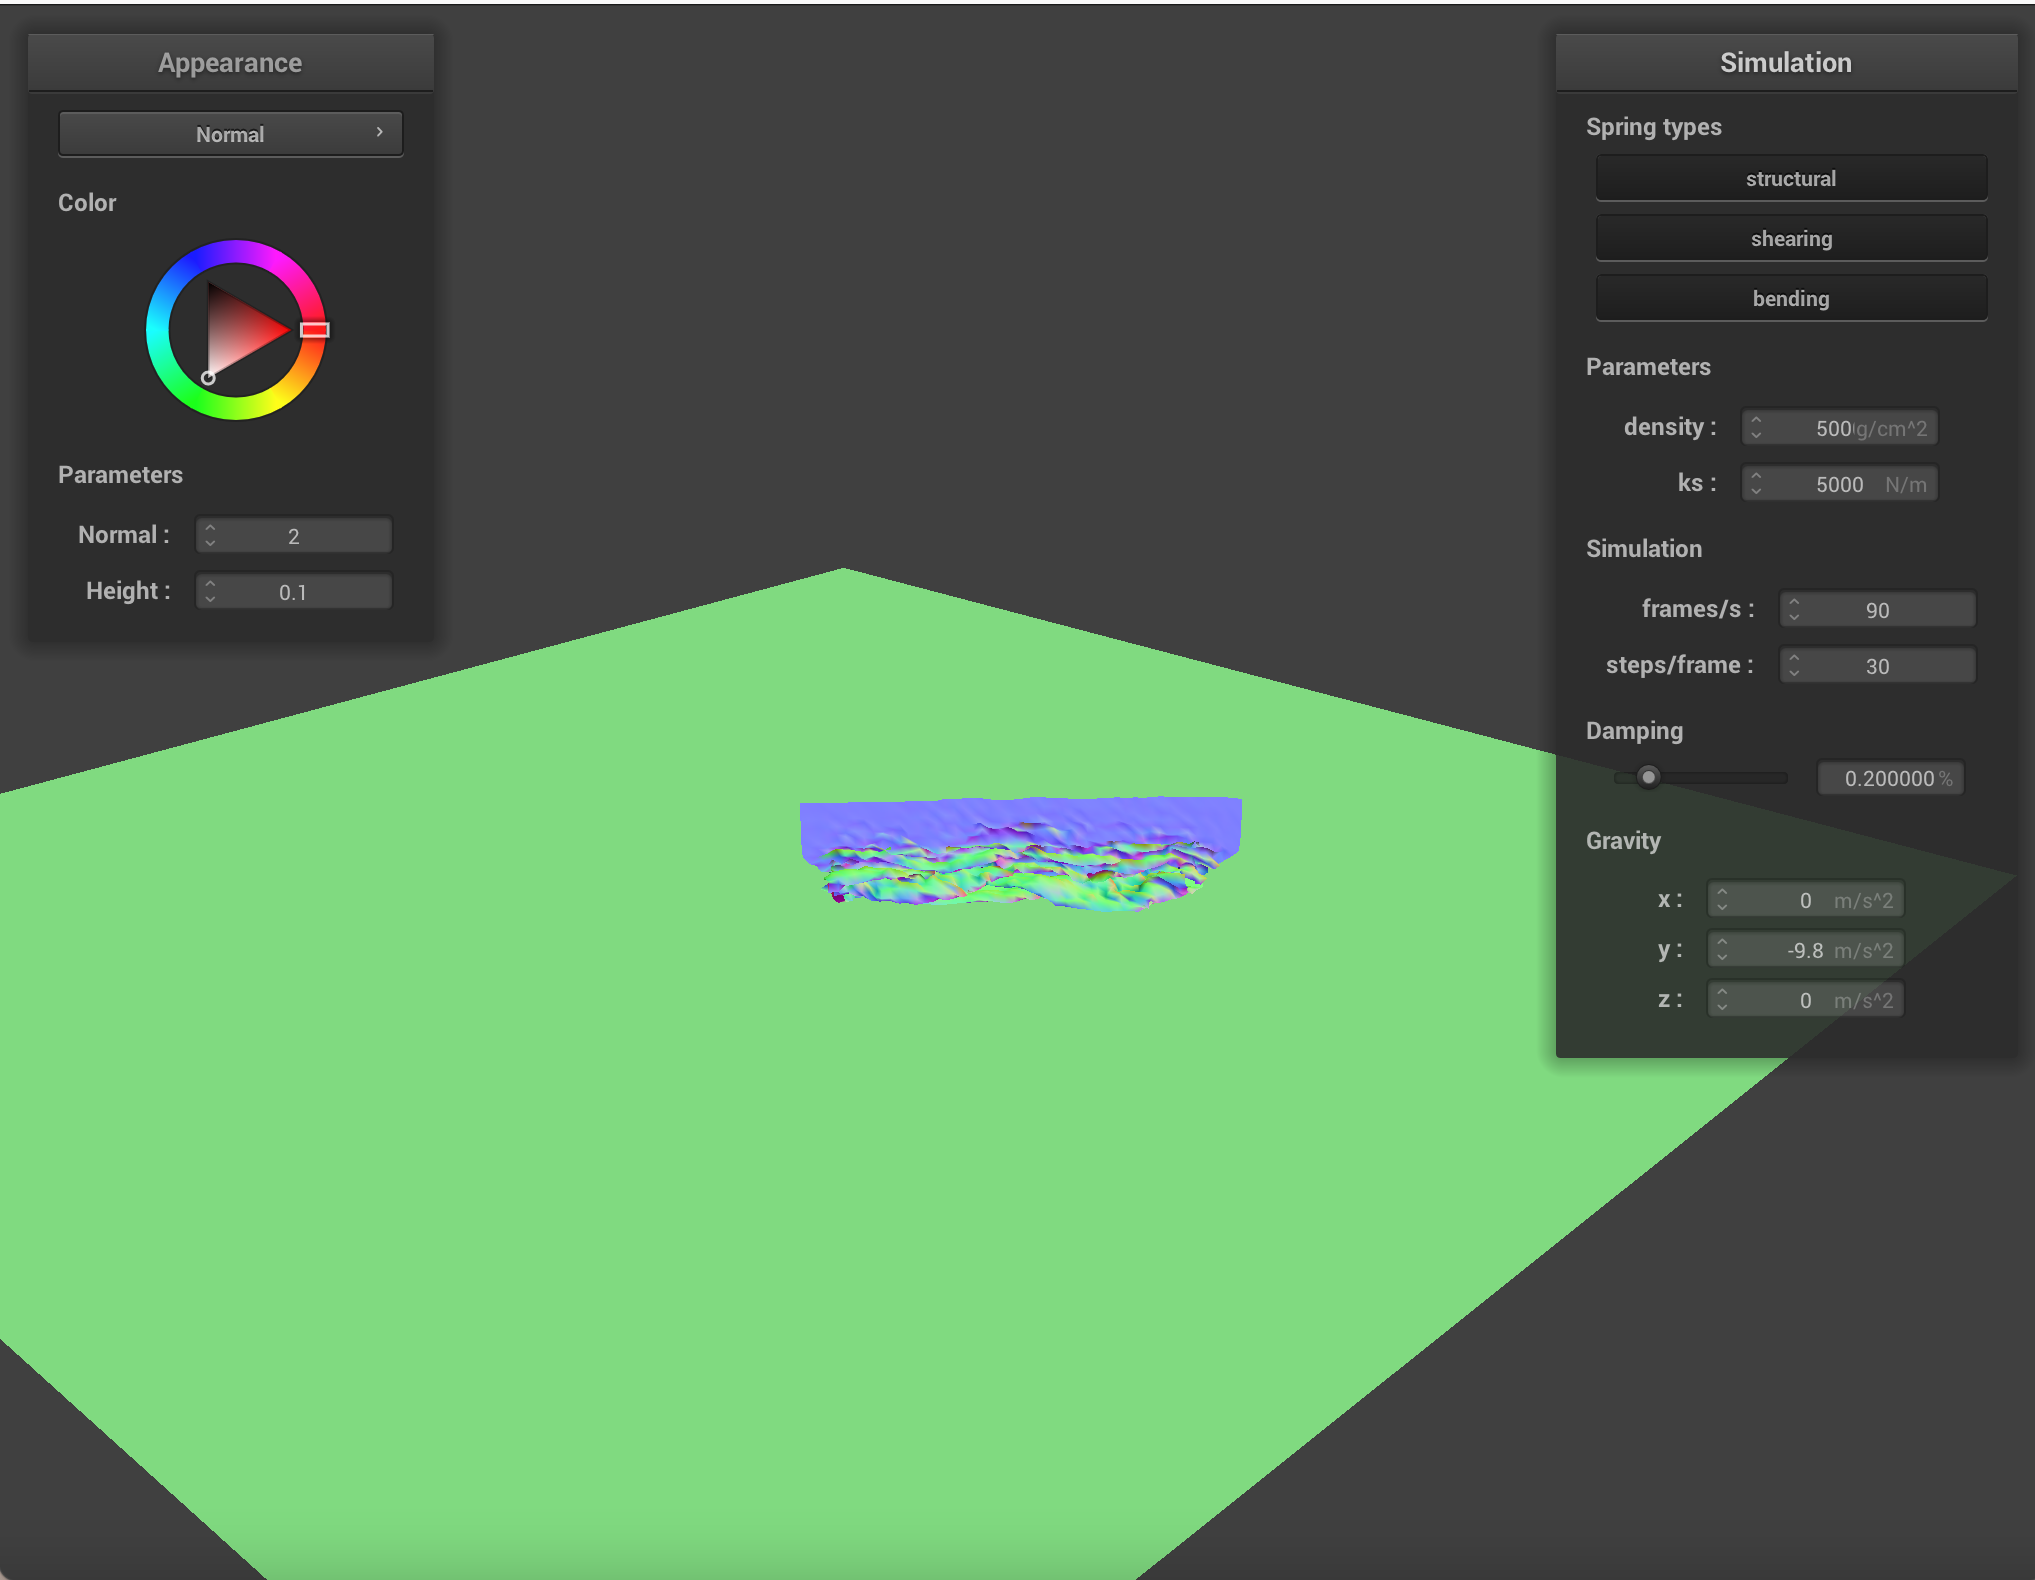 Appearance
Normal
Color
Parameters
Normal : 2
Height : 0.1
Simulation
Spring types
structural
shearing
bending
Parameters
density : 500 g/cm^2
ks : 5000 N/m
Simulation
frames/s : 90
steps/frame : 30
Damping
0.200000 %
Gravity
x : 0 m/s^2
y : -9.8 m/s^2
z : 0 m/s^2